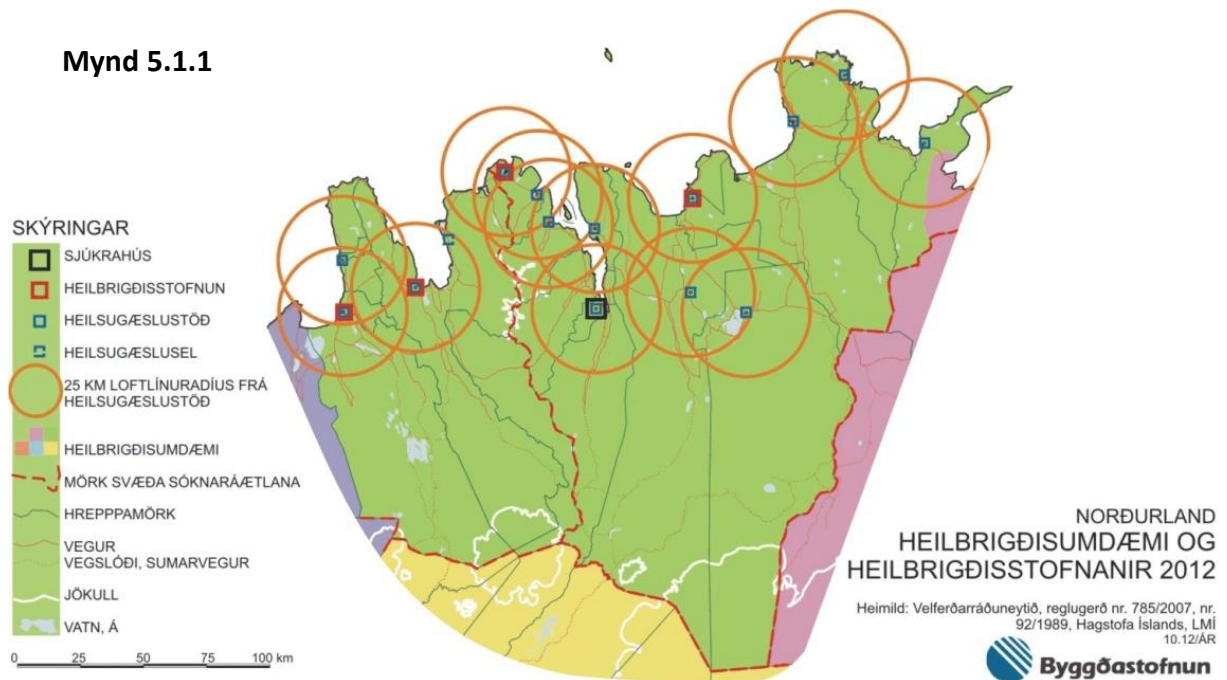 Mynd 5.1.1
SKÝRINGAR
SJÚKRAHÚS
HEILBRIGÐISSTOFNUN
HEILSUGÆSLUSTÖÐ
HEILSUGÆSLUSEL
25 KM LOFTLÍNURADÍUS FRÁ
HEILSUGÆSLUSTÖÐ
HEILBRIGÐISUMDÆMI
MÖRK SVÆÐA SÓKNARÁÆTLANA
HREPPPAMÖRK
VEGUR
VEGSLÓÐI, SUMARVEGUR
JÖKULL
VATN, Á
0 25 50 75 100 km
NORÐURLAND
HEILBRIGÐISUMDÆMI OG
HEILBRIGÐISSTOFNANIR 2012
Heimild: Velferðarráðuneytið, reglugerð nr. 785/2007, nr.
92/1989, Hagstofa Íslands, LMÍ
10.12/ÁR
Byggðastofnun